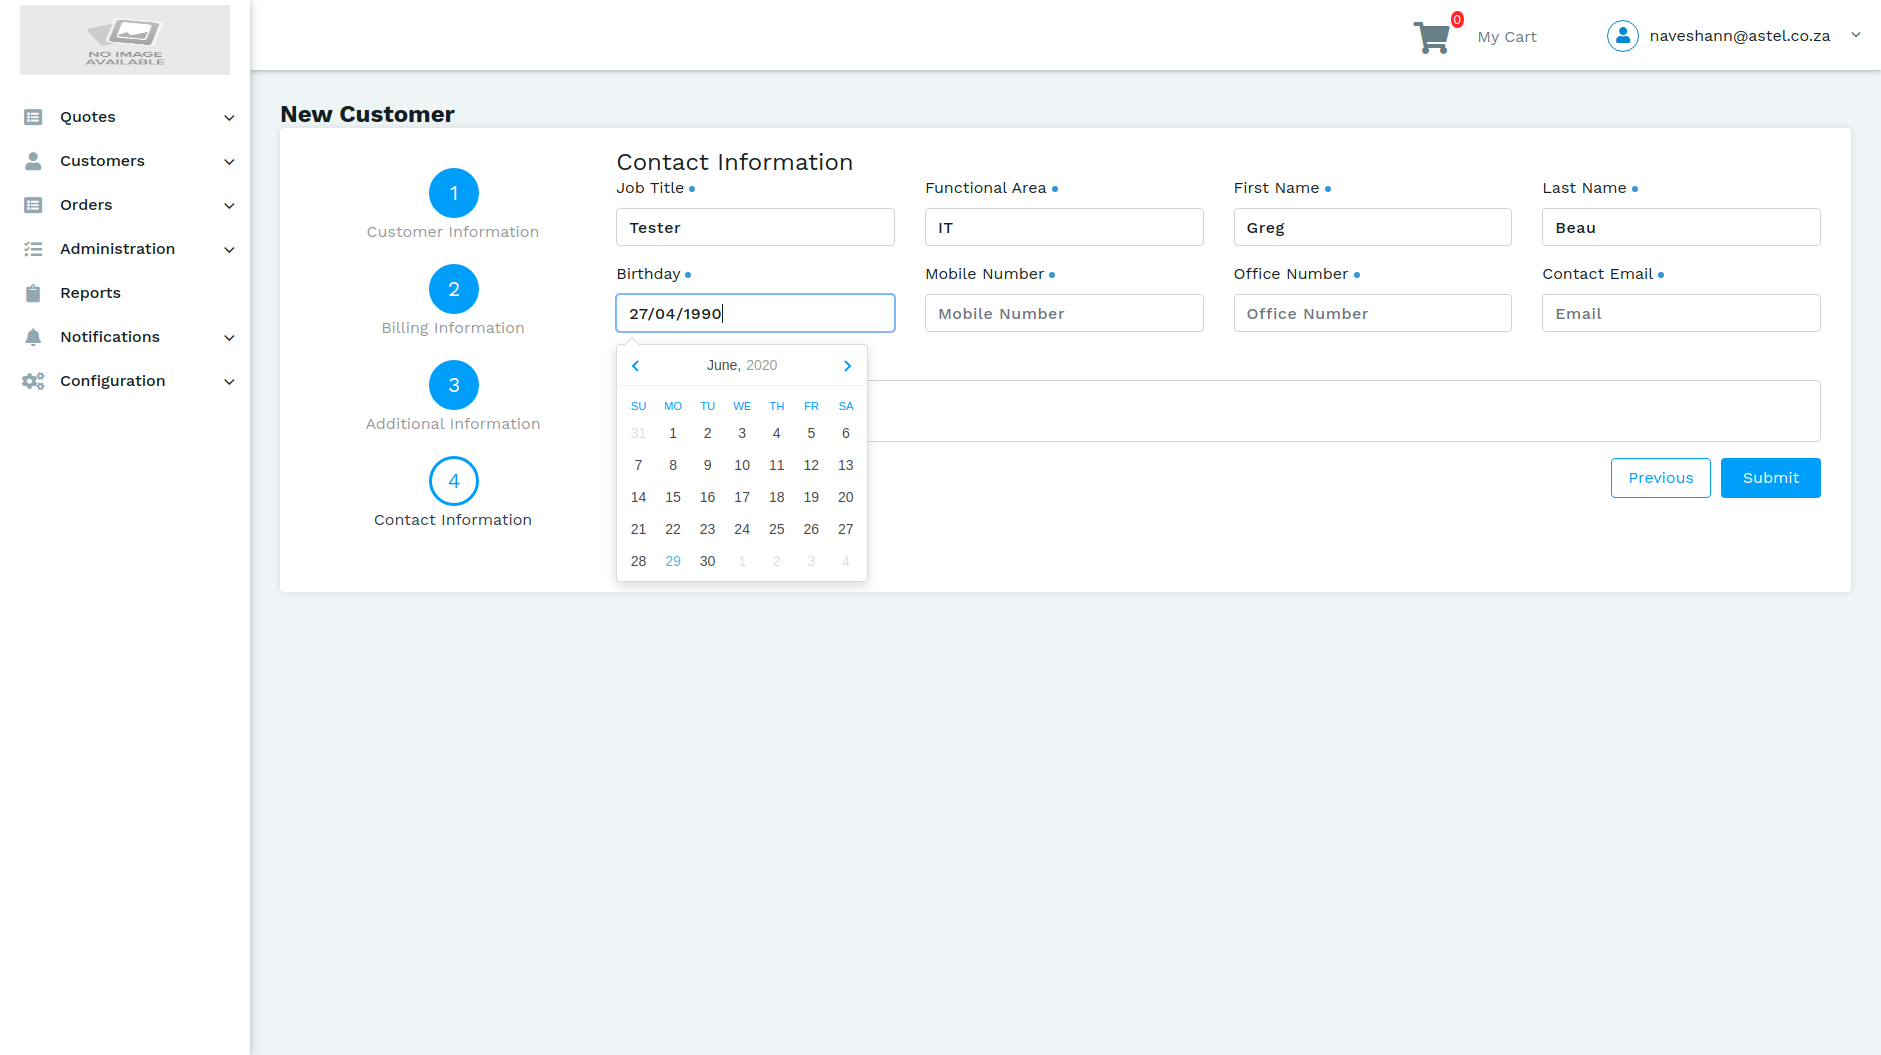 NO IMAGE
AVAILABLE
0
My Cart
naveshann@astel.co.za
Quotes
Customers
Orders
Administration
Reports
Notifications
Configuration
New Customer
1
Customer Information
2
Billing Information
3
Additional Information
4
Contact Information
Contact Information
Job Title Functional Area First Name Last Name
Tester IT Greg Beau
Birthday Mobile Number Office Number Contact Email
27/04/1990 Mobile Number Office Number Email
June, 2020
SU MO TU WE TH FR SA
31 1 2 3 4 5 6
7 8 9 10 11 12 13
14 15 16 17 18 19 20
21 22 23 24 25 26 27
28 29 30 1 2 3 4
Previous Submit